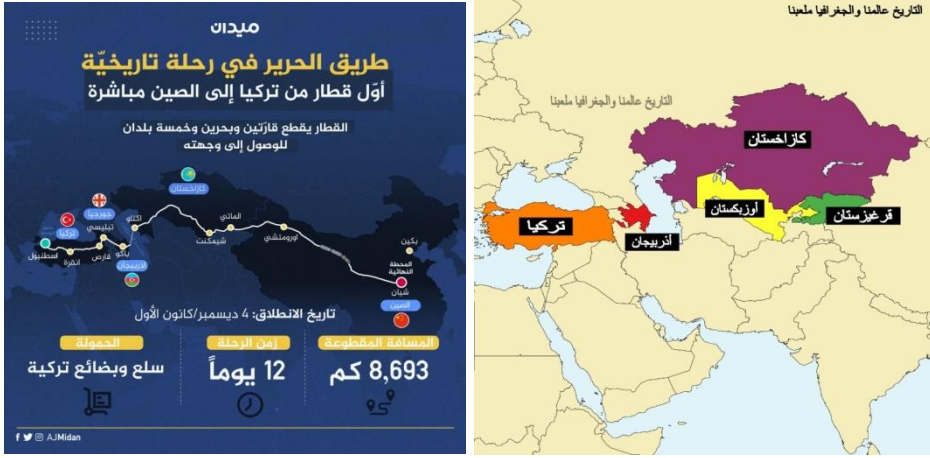 ميدان
طريق الحرير في رحلة تاريخيّة
أوّل قطار من تركيا إلى الصين مباشرة
القطار يقطع قارّتين وبحرين وخمسة بلدان
للوصول إلى وجهته
كازاخستان
جورجيا
تركيا
اكتاو
تبليسي
الماتي
اورومتشي
شيمكنت
بكين
اسطنبول
انقرة
قارص
باكو
أذربيجان
المحطة
النهائية
شيان
الصين
تاريخ الانطلاق: 4 ديسمبر/كانون الأول
المسافة المقطوعة
زمن الرحلة
الحمولة
8,693 كم
12 يوماً
سلع وبضائع تركية
AJMidan
التاريخ عالمنا والجغرافيا ملعبنا
التاريخ عالمنا والجغرافيا ملعبنا
كازاخستان
أوزبكستان
قرغيزستان
تركيا
أذربيجان